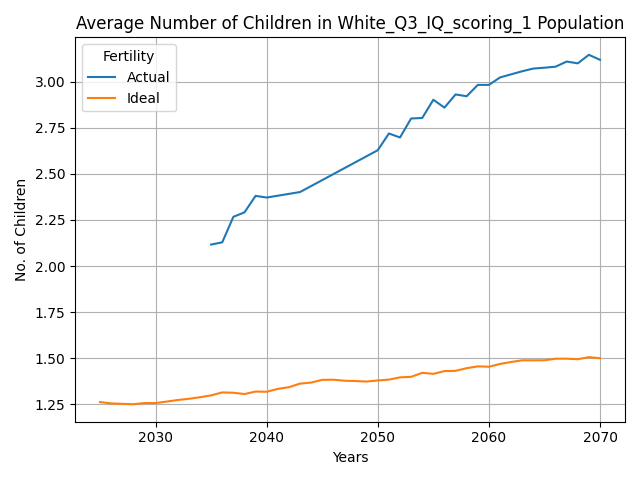 Average Number of Children in White_Q3_IQ_scoring_1 Population
Fertility
Actual
Ideal
3.00
2.75
2.50
2.25
2.00
1.75
1.50
1.25
No. of Children
2030 2040 2050 2060 2070
Years